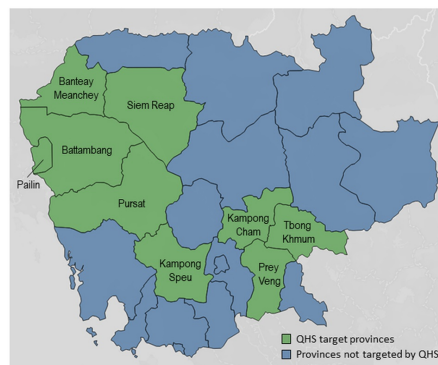 Banteay
Meanchey
Siem Reap
Battambang
Pailin
Pursat
Kampong
Cham
Tbong
Khmum
Kampong
Speu
Prey
Veng
QHS target provinces
Provinces not targeted by QHS